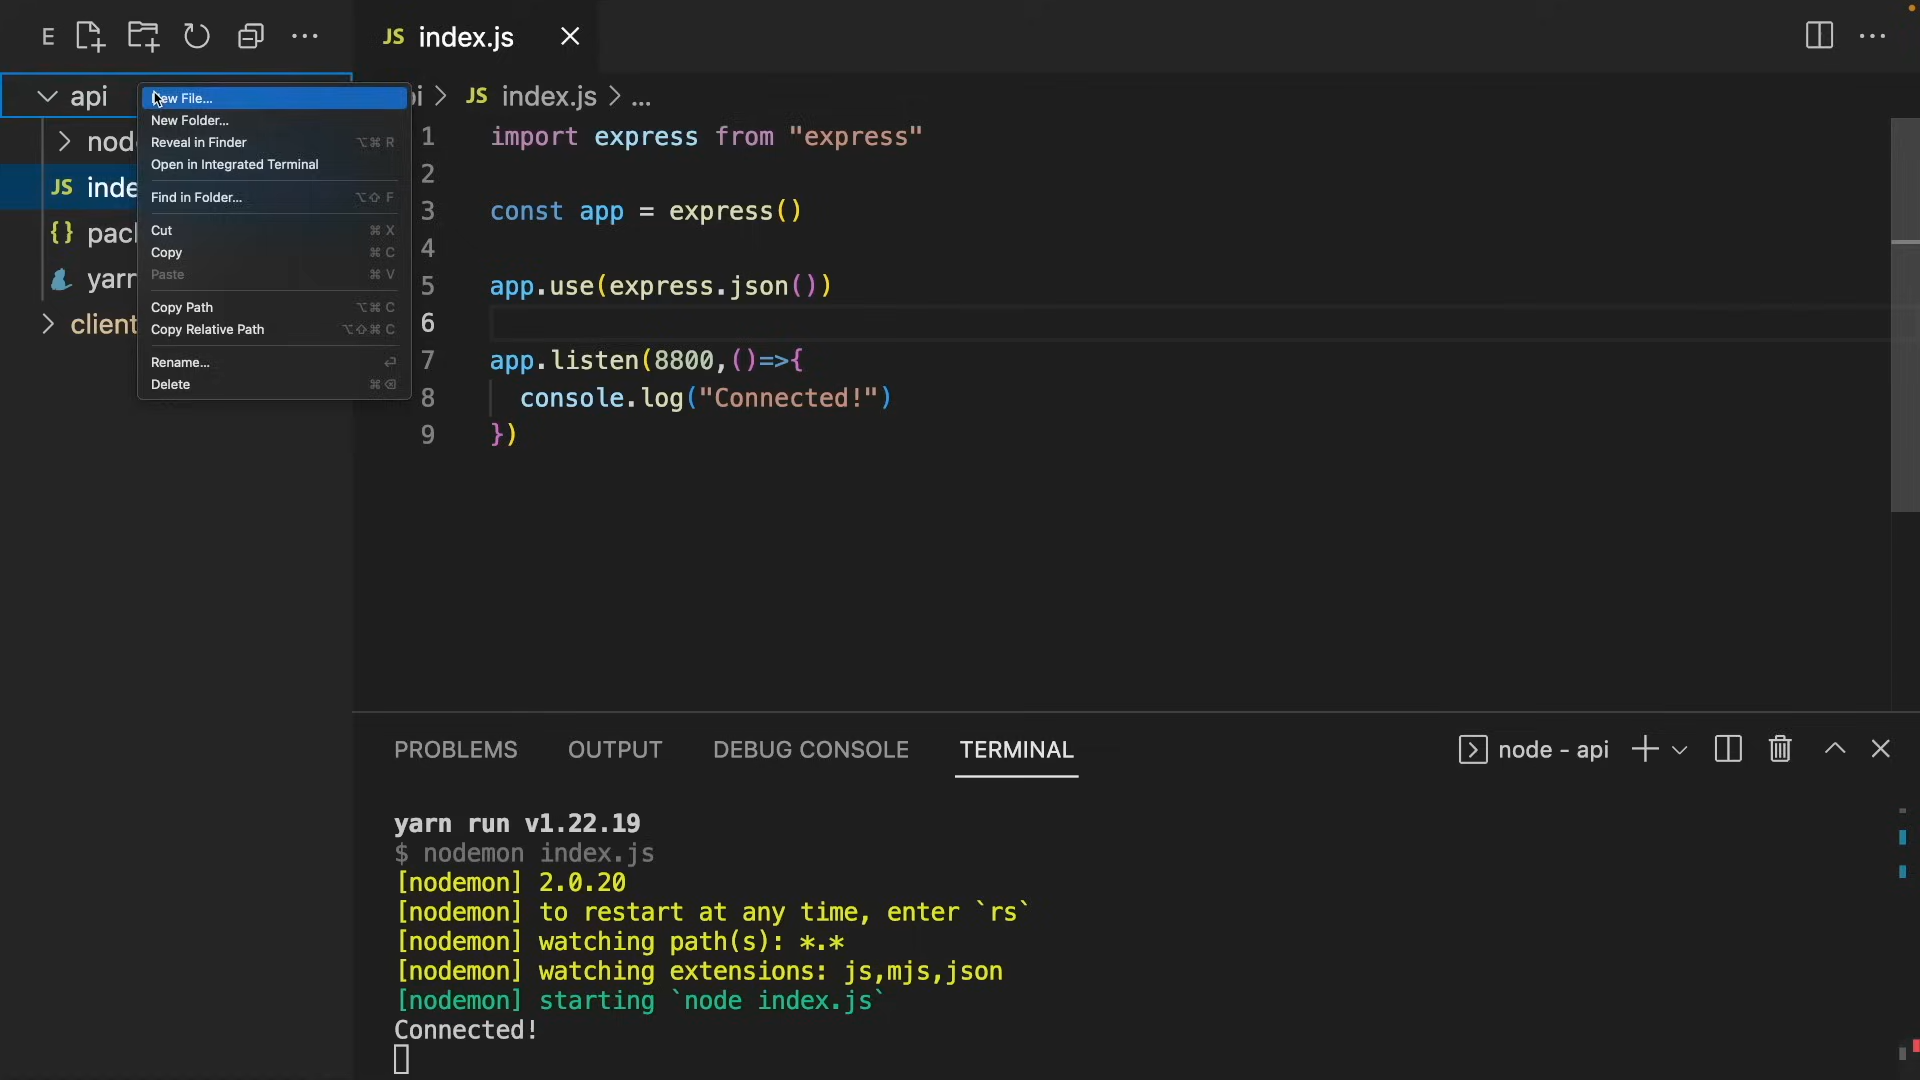 E
JS index.js
api
New File...
New Folder...
Reveal in Finder ⌥⌘ R
Open in Integrated Terminal
Find in Folder... ⌥⇧ F
Cut ⌘ X
Copy ⌘ C
Paste ⌘ V
Copy Path ⌥⌘ C
Copy Relative Path ⌥⇧⌘ C
Rename... ⏎
Delete ⌘⌫
nod
JS inde
{} pac
yarn
client
pi > JS index.js > ...
1 import express from "express"
2
3 const app = express()
4
5 app.use(express.json())
6
7 app.listen(8800,()=>{
8 console.log("Connected!")
9 })
PROBLEMS OUTPUT DEBUG CONSOLE TERMINAL
node - api
yarn run v1.22.19
$ nodemon index.js
[nodemon] 2.0.20
[nodemon] to restart at any time, enter `rs`
[nodemon] watching path(s): *.*
[nodemon] watching extensions: js,mjs,json
[nodemon] starting `node index.js`
Connected!